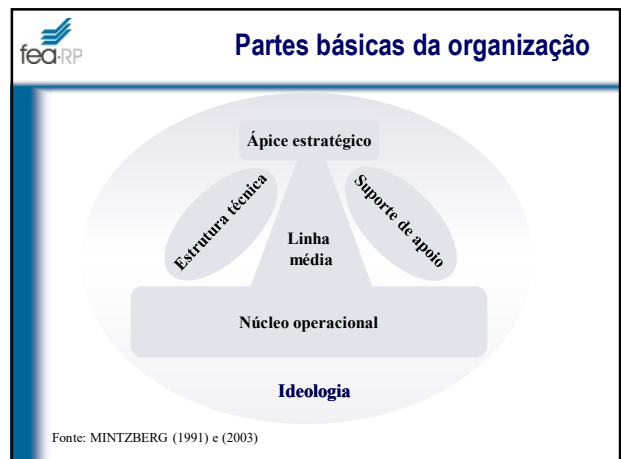 fea-RP
Partes básicas da organização
Ápice estratégico
Estrutura técnica
Suporte de apoio
Linha
média
Núcleo operacional
Ideologia
Fonte: MINTZBERG (1991) e (2003)